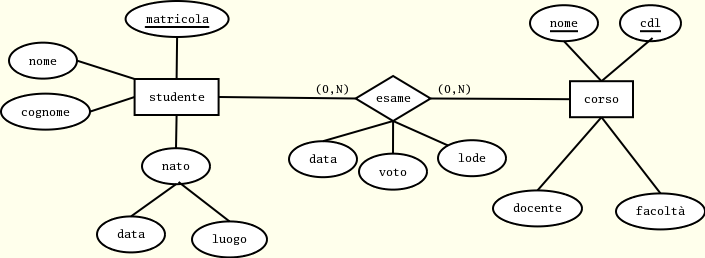 matricola
nome
cdl
nome
studente
(0,N)
esame
(0,N)
corso
cognome
data
voto
lode
nato
docente
facoltà
data
luogo